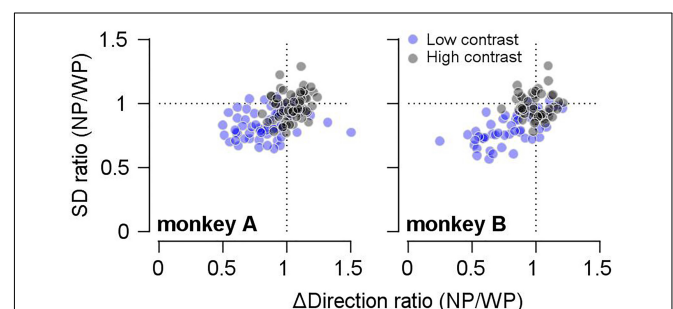 1.5
Low contrast
High contrast
1
SD ratio (NP/WP)
0.5
0
monkey A
monkey B
0 0.5 1 1.5
0 0.5 1 1.5
ΔDirection ratio (NP/WP)